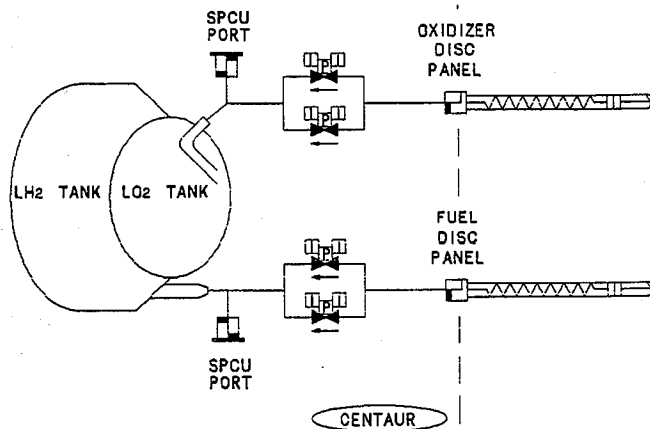 SPCU
PORT
OXIDIZER
DISC
PANEL
P
P
LH2 TANK
LO2 TANK
FUEL
DISC
PANEL
P
P
SPCU
PORT
CENTAUR